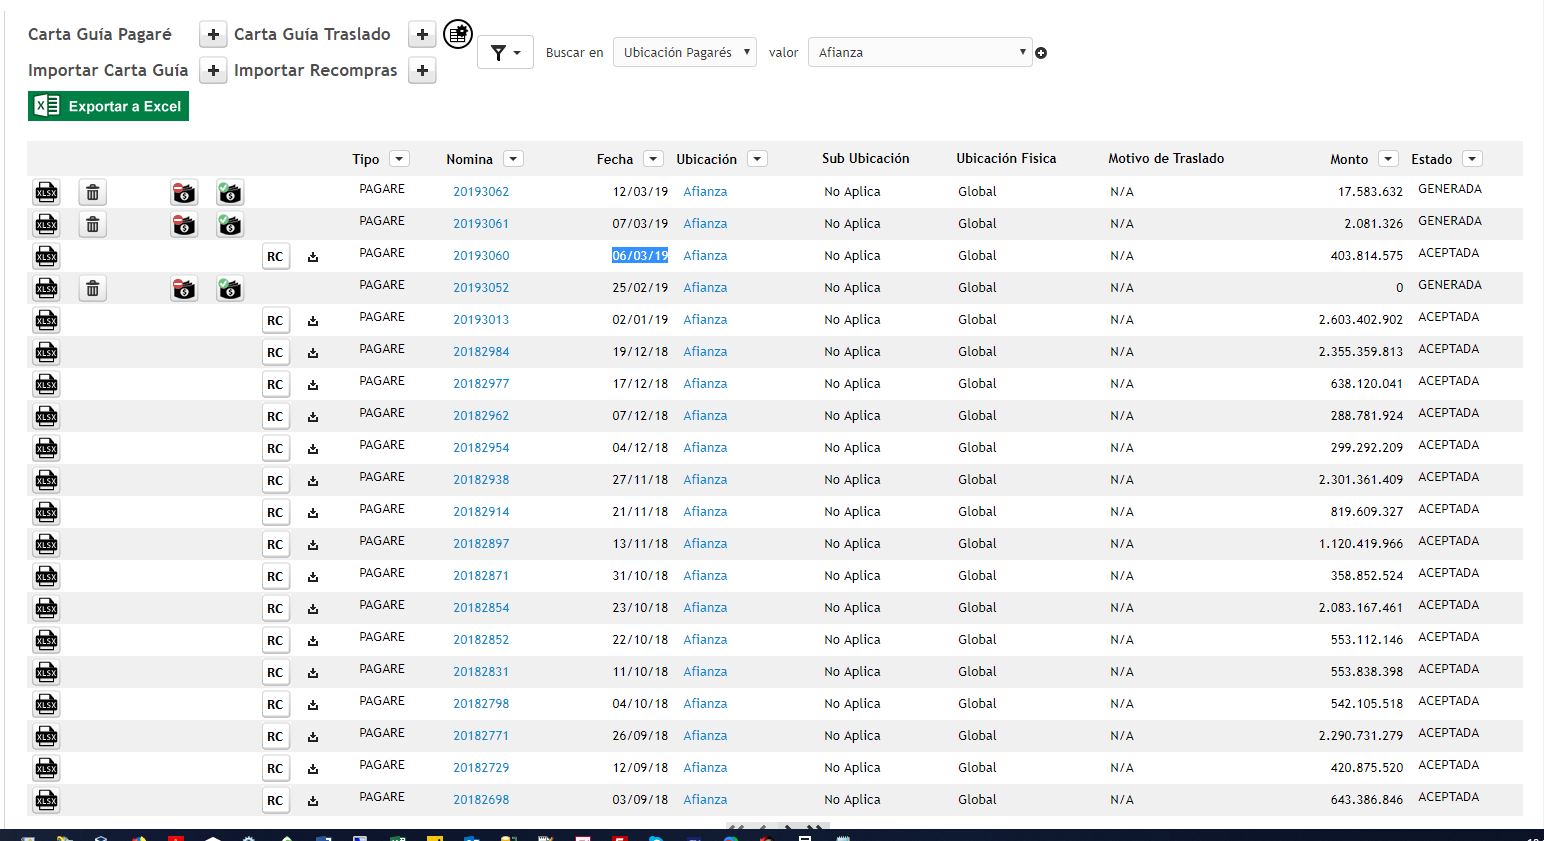 Carta Guía Pagaré + Carta Guía Traslado +
Buscar en Ubicación Pagarés valor Afianza
Importar Carta Guía + Importar Recompras +
Exportar a Excel
Tipo Nomina Fecha Ubicación Sub Ubicación Ubicación Fisica Motivo de Traslado Monto Estado
XLSX PAGARE 20193062 12/03/19 Afianza No Aplica Global N/A 17.583.632 GENERADA
XLSX PAGARE 20193061 07/03/19 Afianza No Aplica Global N/A 2.081.326 GENERADA
XLSX RC PAGARE 20193060 06/03/19 Afianza No Aplica Global N/A 403.814.575 ACEPTADA
XLSX PAGARE 20193052 25/02/19 Afianza No Aplica Global N/A 0 GENERADA
XLSX RC PAGARE 20193013 02/01/19 Afianza No Aplica Global N/A 2.603.402.902 ACEPTADA
XLSX RC PAGARE 20182984 19/12/18 Afianza No Aplica Global N/A 2.355.359.813 ACEPTADA
XLSX RC PAGARE 20182977 17/12/18 Afianza No Aplica Global N/A 638.120.041 ACEPTADA
XLSX RC PAGARE 20182962 07/12/18 Afianza No Aplica Global N/A 288.781.924 ACEPTADA
XLSX RC PAGARE 20182954 04/12/18 Afianza No Aplica Global N/A 299.292.209 ACEPTADA
XLSX RC PAGARE 20182938 27/11/18 Afianza No Aplica Global N/A 2.301.361.409 ACEPTADA
XLSX RC PAGARE 20182914 21/11/18 Afianza No Aplica Global N/A 819.609.327 ACEPTADA
XLSX RC PAGARE 20182897 13/11/18 Afianza No Aplica Global N/A 1.120.419.966 ACEPTADA
XLSX RC PAGARE 20182871 31/10/18 Afianza No Aplica Global N/A 358.852.524 ACEPTADA
XLSX RC PAGARE 20182854 23/10/18 Afianza No Aplica Global N/A 2.083.167.461 ACEPTADA
XLSX RC PAGARE 20182852 22/10/18 Afianza No Aplica Global N/A 553.112.146 ACEPTADA
XLSX RC PAGARE 20182831 11/10/18 Afianza No Aplica Global N/A 553.838.398 ACEPTADA
XLSX RC PAGARE 20182798 04/10/18 Afianza No Aplica Global N/A 542.105.518 ACEPTADA
XLSX RC PAGARE 20182771 26/09/18 Afianza No Aplica Global N/A 2.290.731.279 ACEPTADA
XLSX RC PAGARE 20182729 12/09/18 Afianza No Aplica Global N/A 420.875.520 ACEPTADA
XLSX RC PAGARE 20182698 03/09/18 Afianza No Aplica Global N/A 643.386.846 ACEPTADA